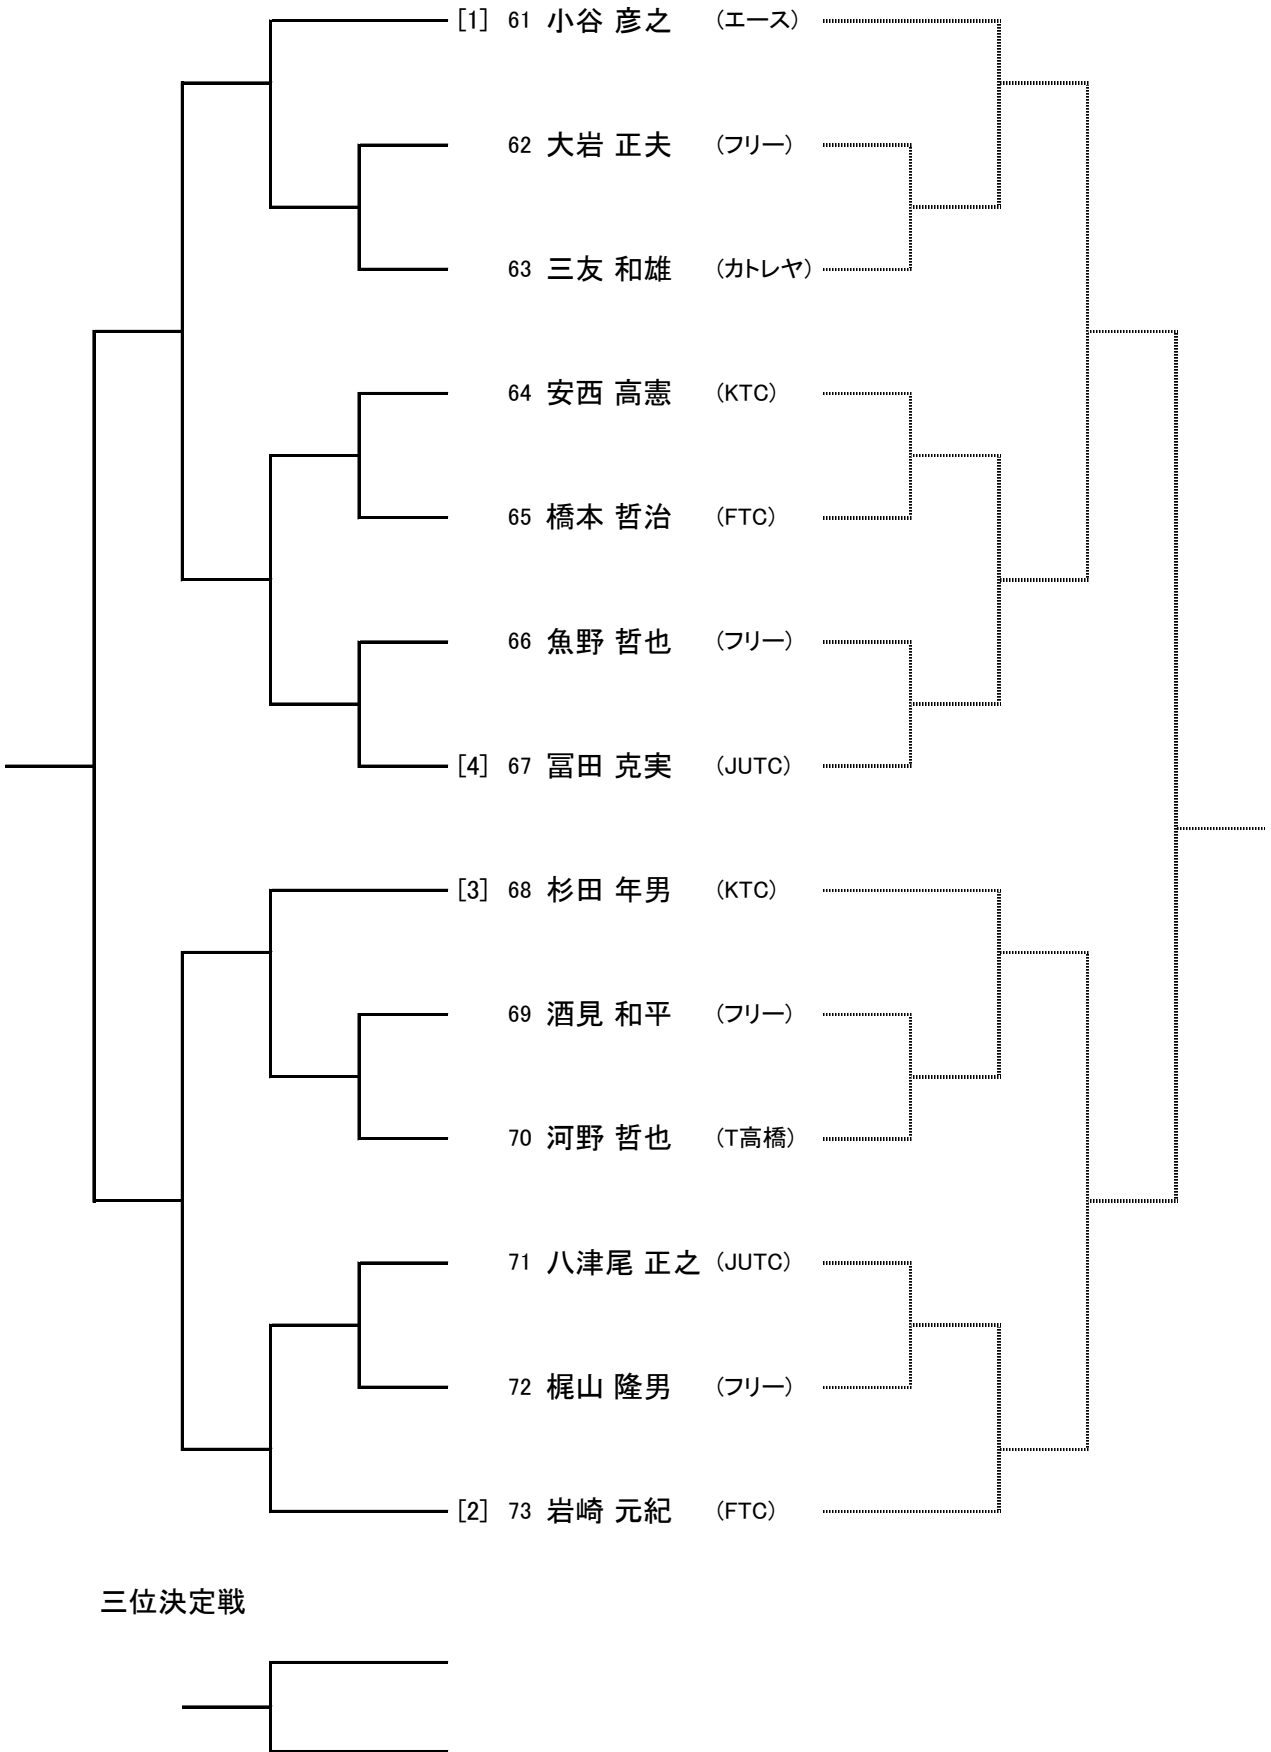 [1] 61 小谷 彦之 (エース)
62 大岩 正夫 (フリー)
63 三友 和雄 (カトレヤ)
64 安西 高憲 (KTC)
65 橋本 哲治 (FTC)
66 魚野 哲也 (フリー)
[4] 67 冨田 克実 (JUTC)
[3] 68 杉田 年男 (KTC)
69 酒見 和平 (フリー)
70 河野 哲也 (T高橋)
71 八津尾 正之 (JUTC)
72 梶山 隆男 (フリー)
[2] 73 岩崎 元紀 (FTC)
三位決定戦